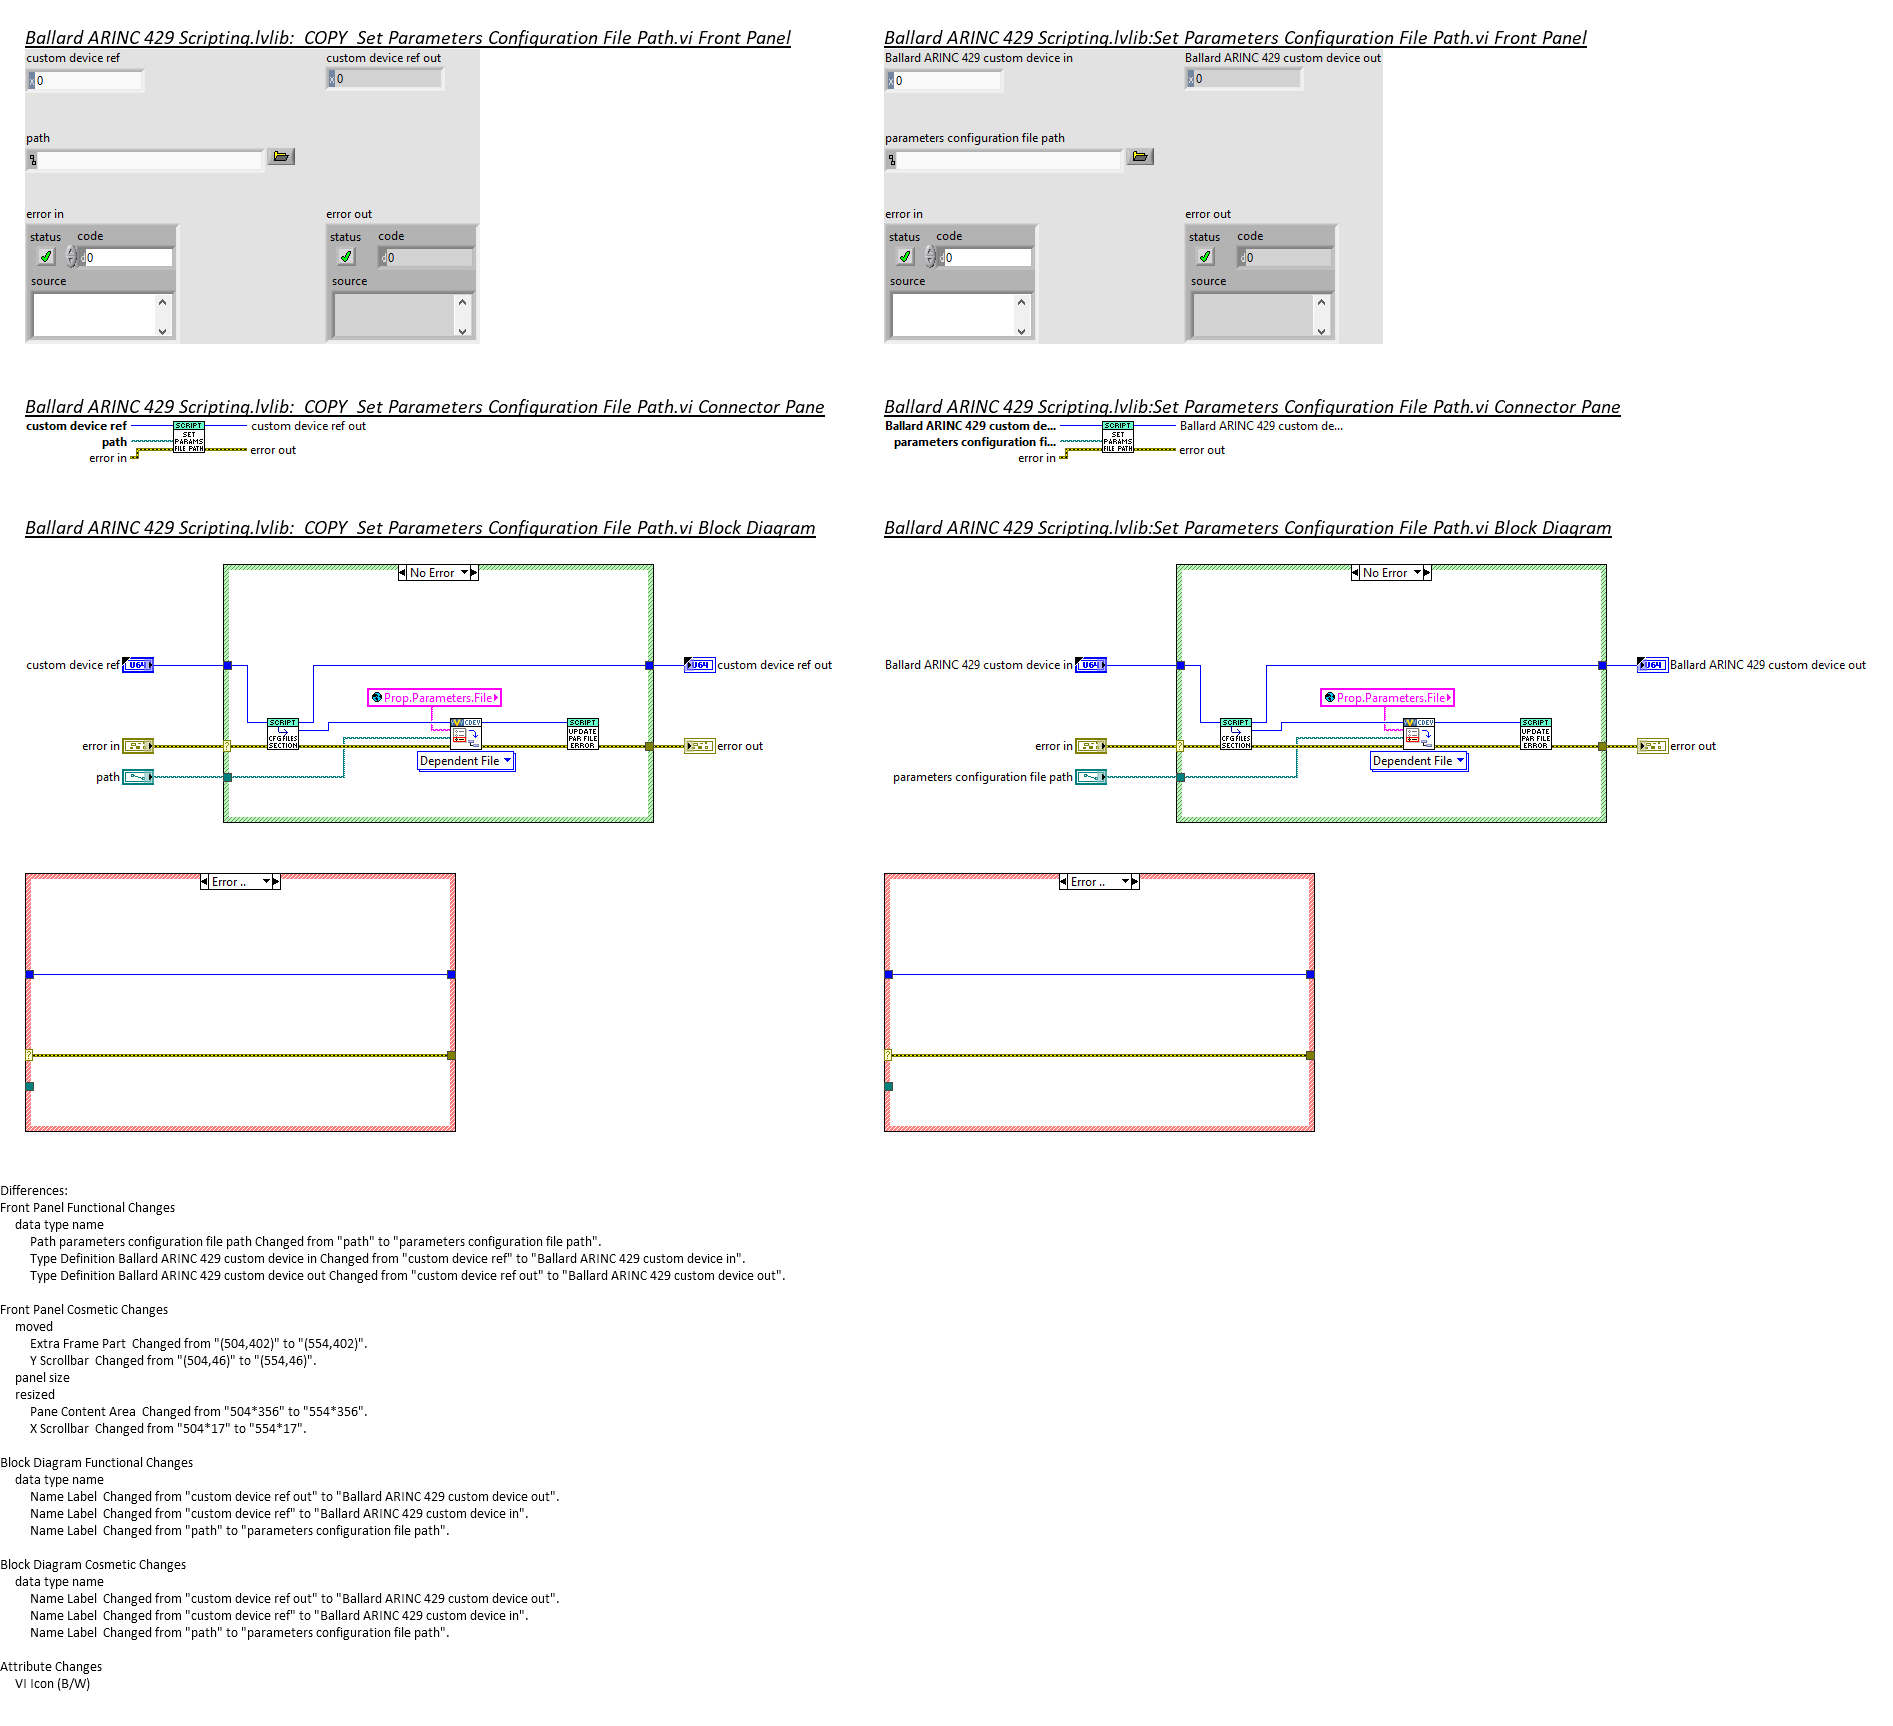 Ballard ARINC 429 Scripting.lvlib:  COPY  Set Parameters Configuration File Path.vi Front Panel
custom device ref
custom device ref out
x 0
x 0
path
error in
error out
status code
status code
d 0
d 0
source
source
Ballard ARINC 429 Scripting.lvlib:Set Parameters Configuration File Path.vi Front Panel
Ballard ARINC 429 custom device in
Ballard ARINC 429 custom device out
x 0
x 0
parameters configuration file path
error in
error out
status code
status code
d 0
d 0
source
source
Ballard ARINC 429 Scripting.lvlib:  COPY  Set Parameters Configuration File Path.vi Connector Pane
custom device ref
SCRIPT
SET
PARAMS
FILE PATH
custom device ref out
path
error in
error out
Ballard ARINC 429 Scripting.lvlib:Set Parameters Configuration File Path.vi Connector Pane
Ballard ARINC 429 custom de...
SCRIPT
SET
PARAMS
FILE PATH
Ballard ARINC 429 custom de...
parameters configuration fi...
error in
error out
Ballard ARINC 429 Scripting.lvlib:  COPY  Set Parameters Configuration File Path.vi Block Diagram
No Error
custom device ref
U64
U64
custom device ref out
Prop.Parameters.File
SCRIPT
CFG FILES
SECTION
CDEV
SCRIPT
UPDATE
PAR FILE
ERROR
error in
?
error out
Dependent File
path
Error ..
?
Ballard ARINC 429 Scripting.lvlib:Set Parameters Configuration File Path.vi Block Diagram
No Error
Ballard ARINC 429 custom device in
U64
U64
Ballard ARINC 429 custom device out
Prop.Parameters.File
SCRIPT
CFG FILES
SECTION
CDEV
SCRIPT
UPDATE
PAR FILE
ERROR
error in
?
error out
Dependent File
parameters configuration file path
Error ..
?
Differences:
Front Panel Functional Changes
data type name
Path parameters configuration file path Changed from "path" to "parameters configuration file path".
Type Definition Ballard ARINC 429 custom device in Changed from "custom device ref" to "Ballard ARINC 429 custom device in".
Type Definition Ballard ARINC 429 custom device out Changed from "custom device ref out" to "Ballard ARINC 429 custom device out".
Front Panel Cosmetic Changes
moved
Extra Frame Part  Changed from "(504,402)" to "(554,402)".
Y Scrollbar  Changed from "(504,46)" to "(554,46)".
panel size
resized
Pane Content Area  Changed from "504*356" to "554*356".
X Scrollbar  Changed from "504*17" to "554*17".
Block Diagram Functional Changes
data type name
Name Label  Changed from "custom device ref out" to "Ballard ARINC 429 custom device out".
Name Label  Changed from "custom device ref" to "Ballard ARINC 429 custom device in".
Name Label  Changed from "path" to "parameters configuration file path".
Block Diagram Cosmetic Changes
data type name
Name Label  Changed from "custom device ref out" to "Ballard ARINC 429 custom device out".
Name Label  Changed from "custom device ref" to "Ballard ARINC 429 custom device in".
Name Label  Changed from "path" to "parameters configuration file path".
Attribute Changes
VI Icon (B/W)